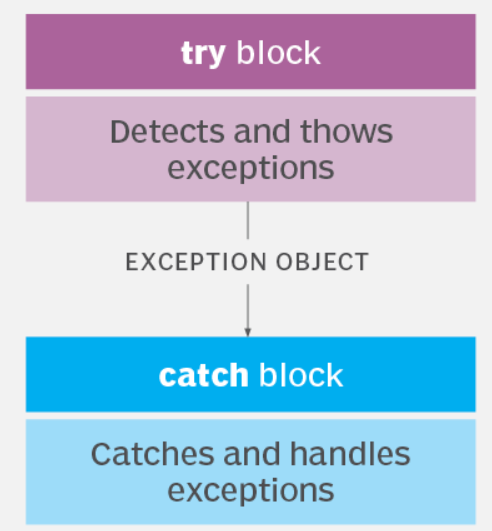 try block
Detects and thows
exceptions
EXCEPTION OBJECT
catch block
Catches and handles
exceptions